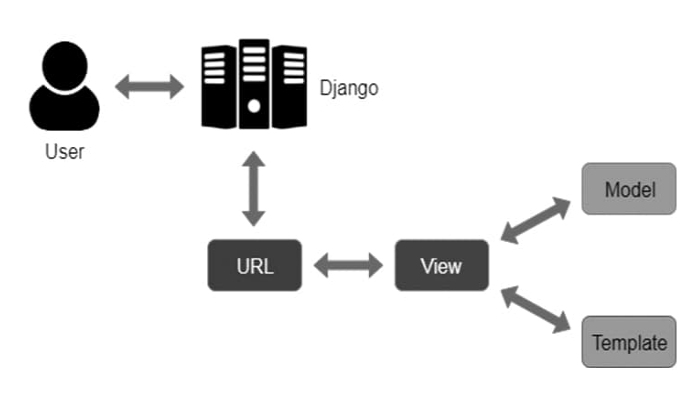 Django
User
Model
URL
View
Template